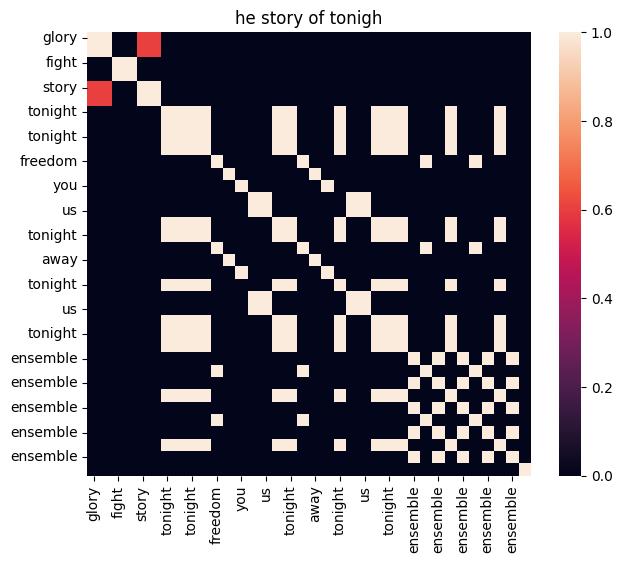 he story of tonigh
glory
fight
story
tonight
tonight
freedom
you
us
tonight
away
tonight
us
tonight
ensemble
ensemble
ensemble
ensemble
ensemble
1.0
0.8
0.6
0.4
0.2
0.0
glory
fight
story
tonight
tonight
freedom
you
us
tonight
away
tonight
us
tonight
ensemble
ensemble
ensemble
ensemble
ensemble